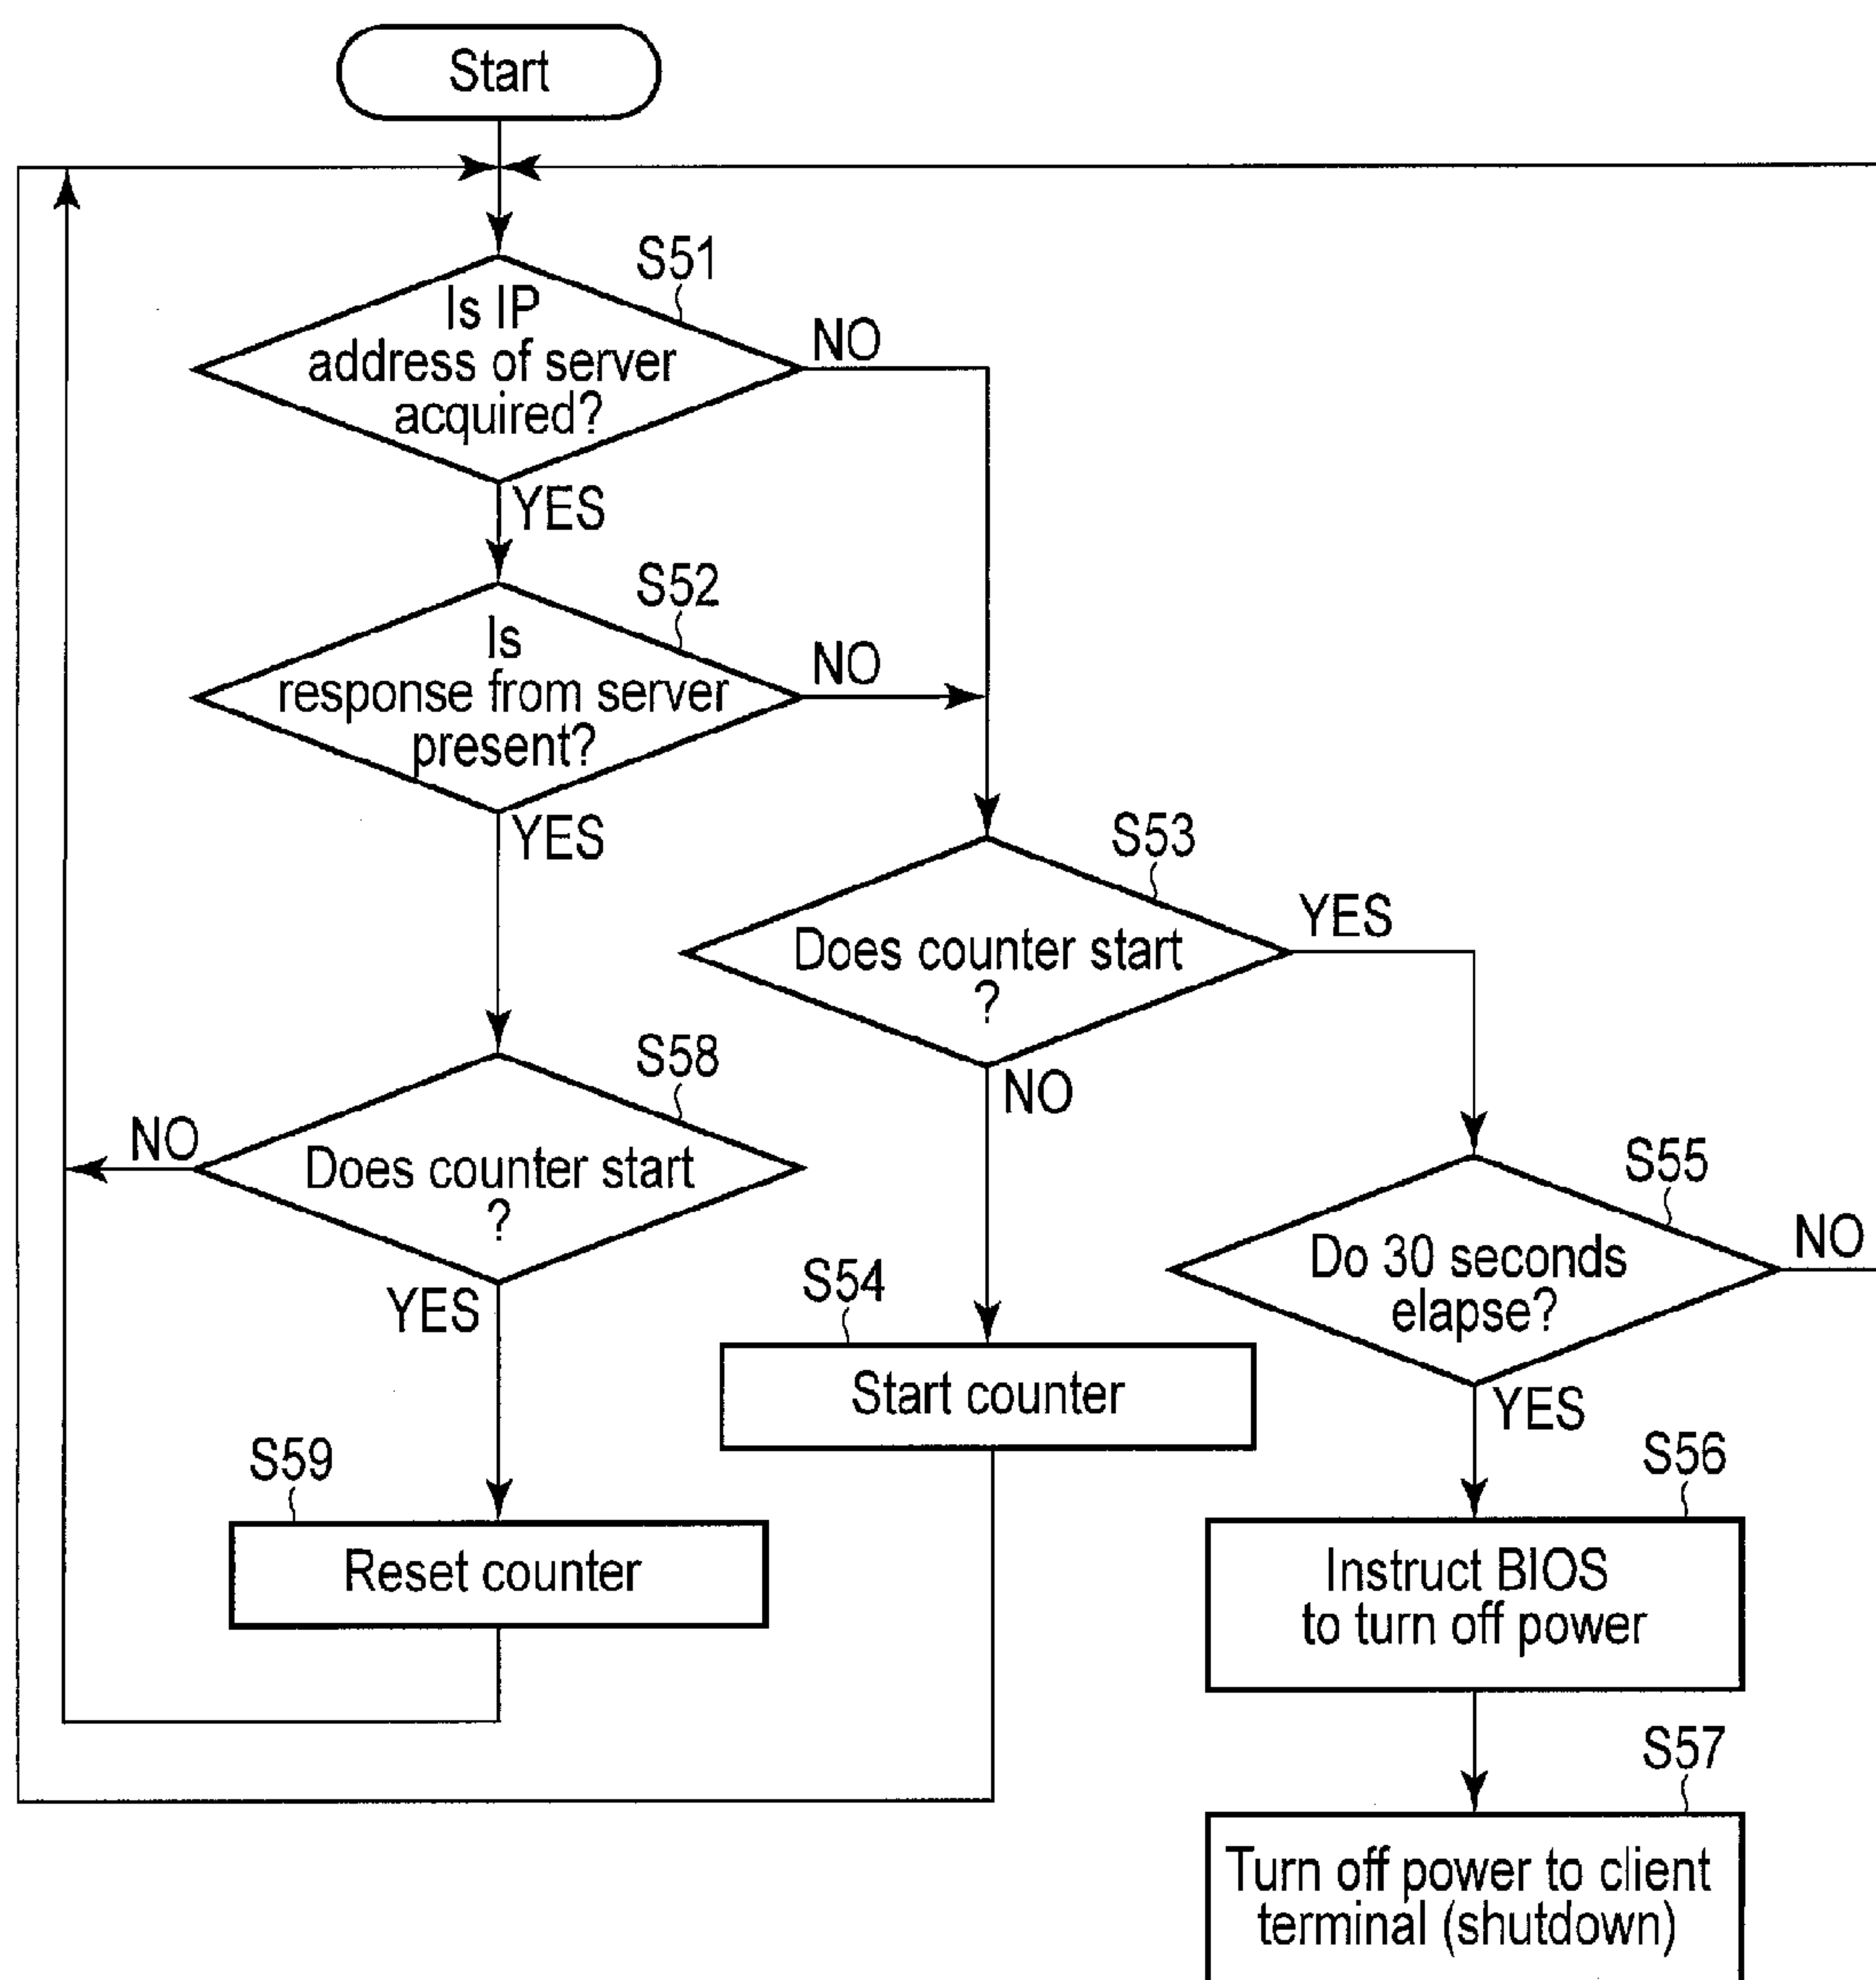 Start
S51
Is IP
address of server
acquired?
NO
YES
S52
Is
response from server
present?
NO
YES
S53
Does counter start
?
YES
NO
S58
Does counter start
?
NO
YES
S55
Do 30 seconds
elapse?
NO
YES
S54
Start counter
S59
Reset counter
S56
Instruct BIOS
to turn off power
S57
Turn off power to client
terminal (shutdown)